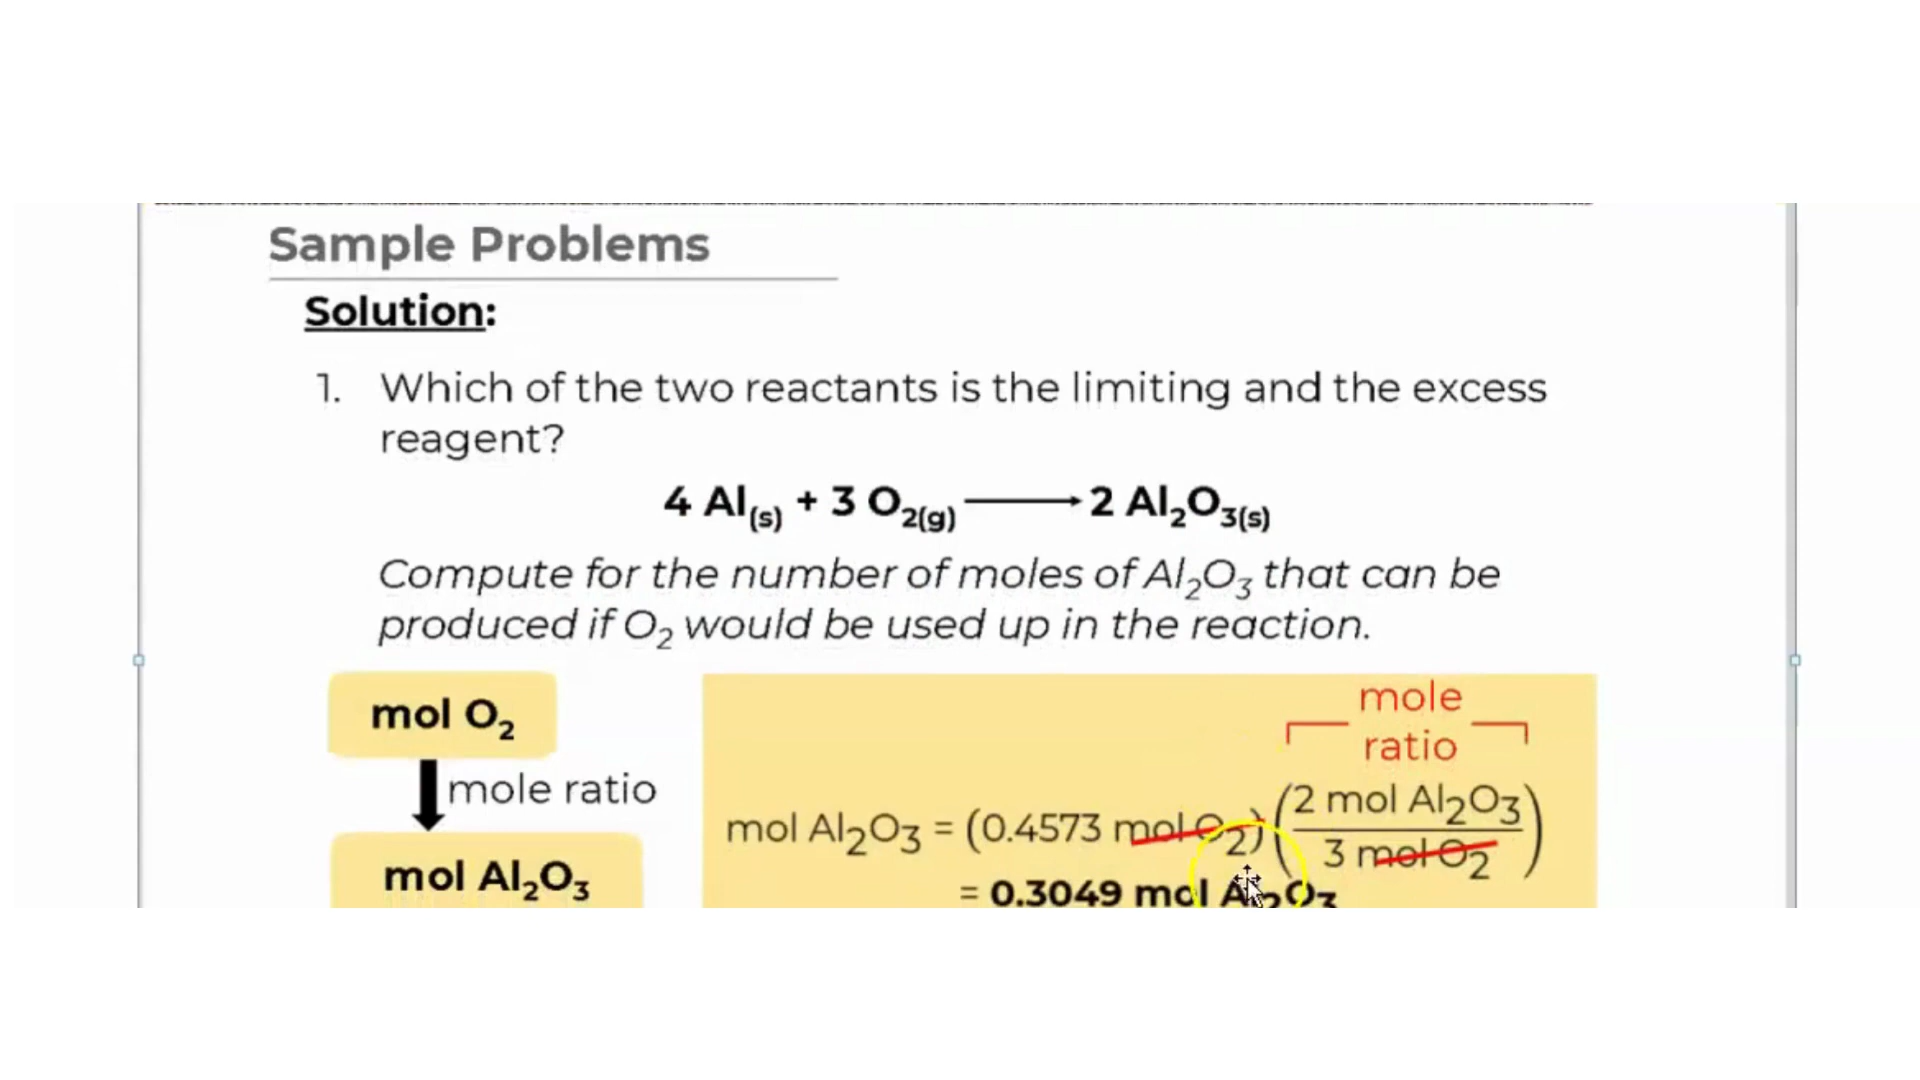 Sample Problems
Solution:
1. Which of the two reactants is the limiting and the excess
reagent?
4 Al(s) + 3 O2(g) ⟶ 2 Al2O3(s)
Compute for the number of moles of Al2O3 that can be
produced if O2 would be used up in the reaction.
mol O2
mole ratio
mol Al2O3
mole
ratio
mol Al2O3 = (0.4573 mol O2) (2 mol Al2O3 / 3 mol O2)
= 0.3049 mol Al2O3